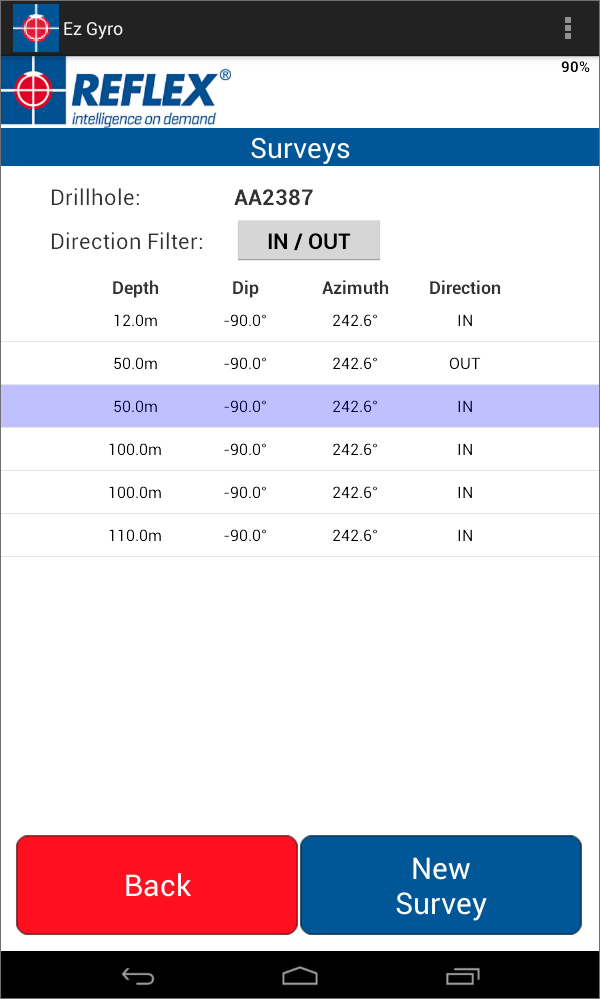 Ez Gyro
90%
REFLEX®
intelligence on demand
Surveys
Drillhole: AA2387
Direction Filter: IN / OUT
Depth Dip Azimuth Direction
12.0m -90.0° 242.6° IN
50.0m -90.0° 242.6° OUT
50.0m -90.0° 242.6° IN
100.0m -90.0° 242.6° IN
100.0m -90.0° 242.6° IN
110.0m -90.0° 242.6° IN
Back
New
Survey